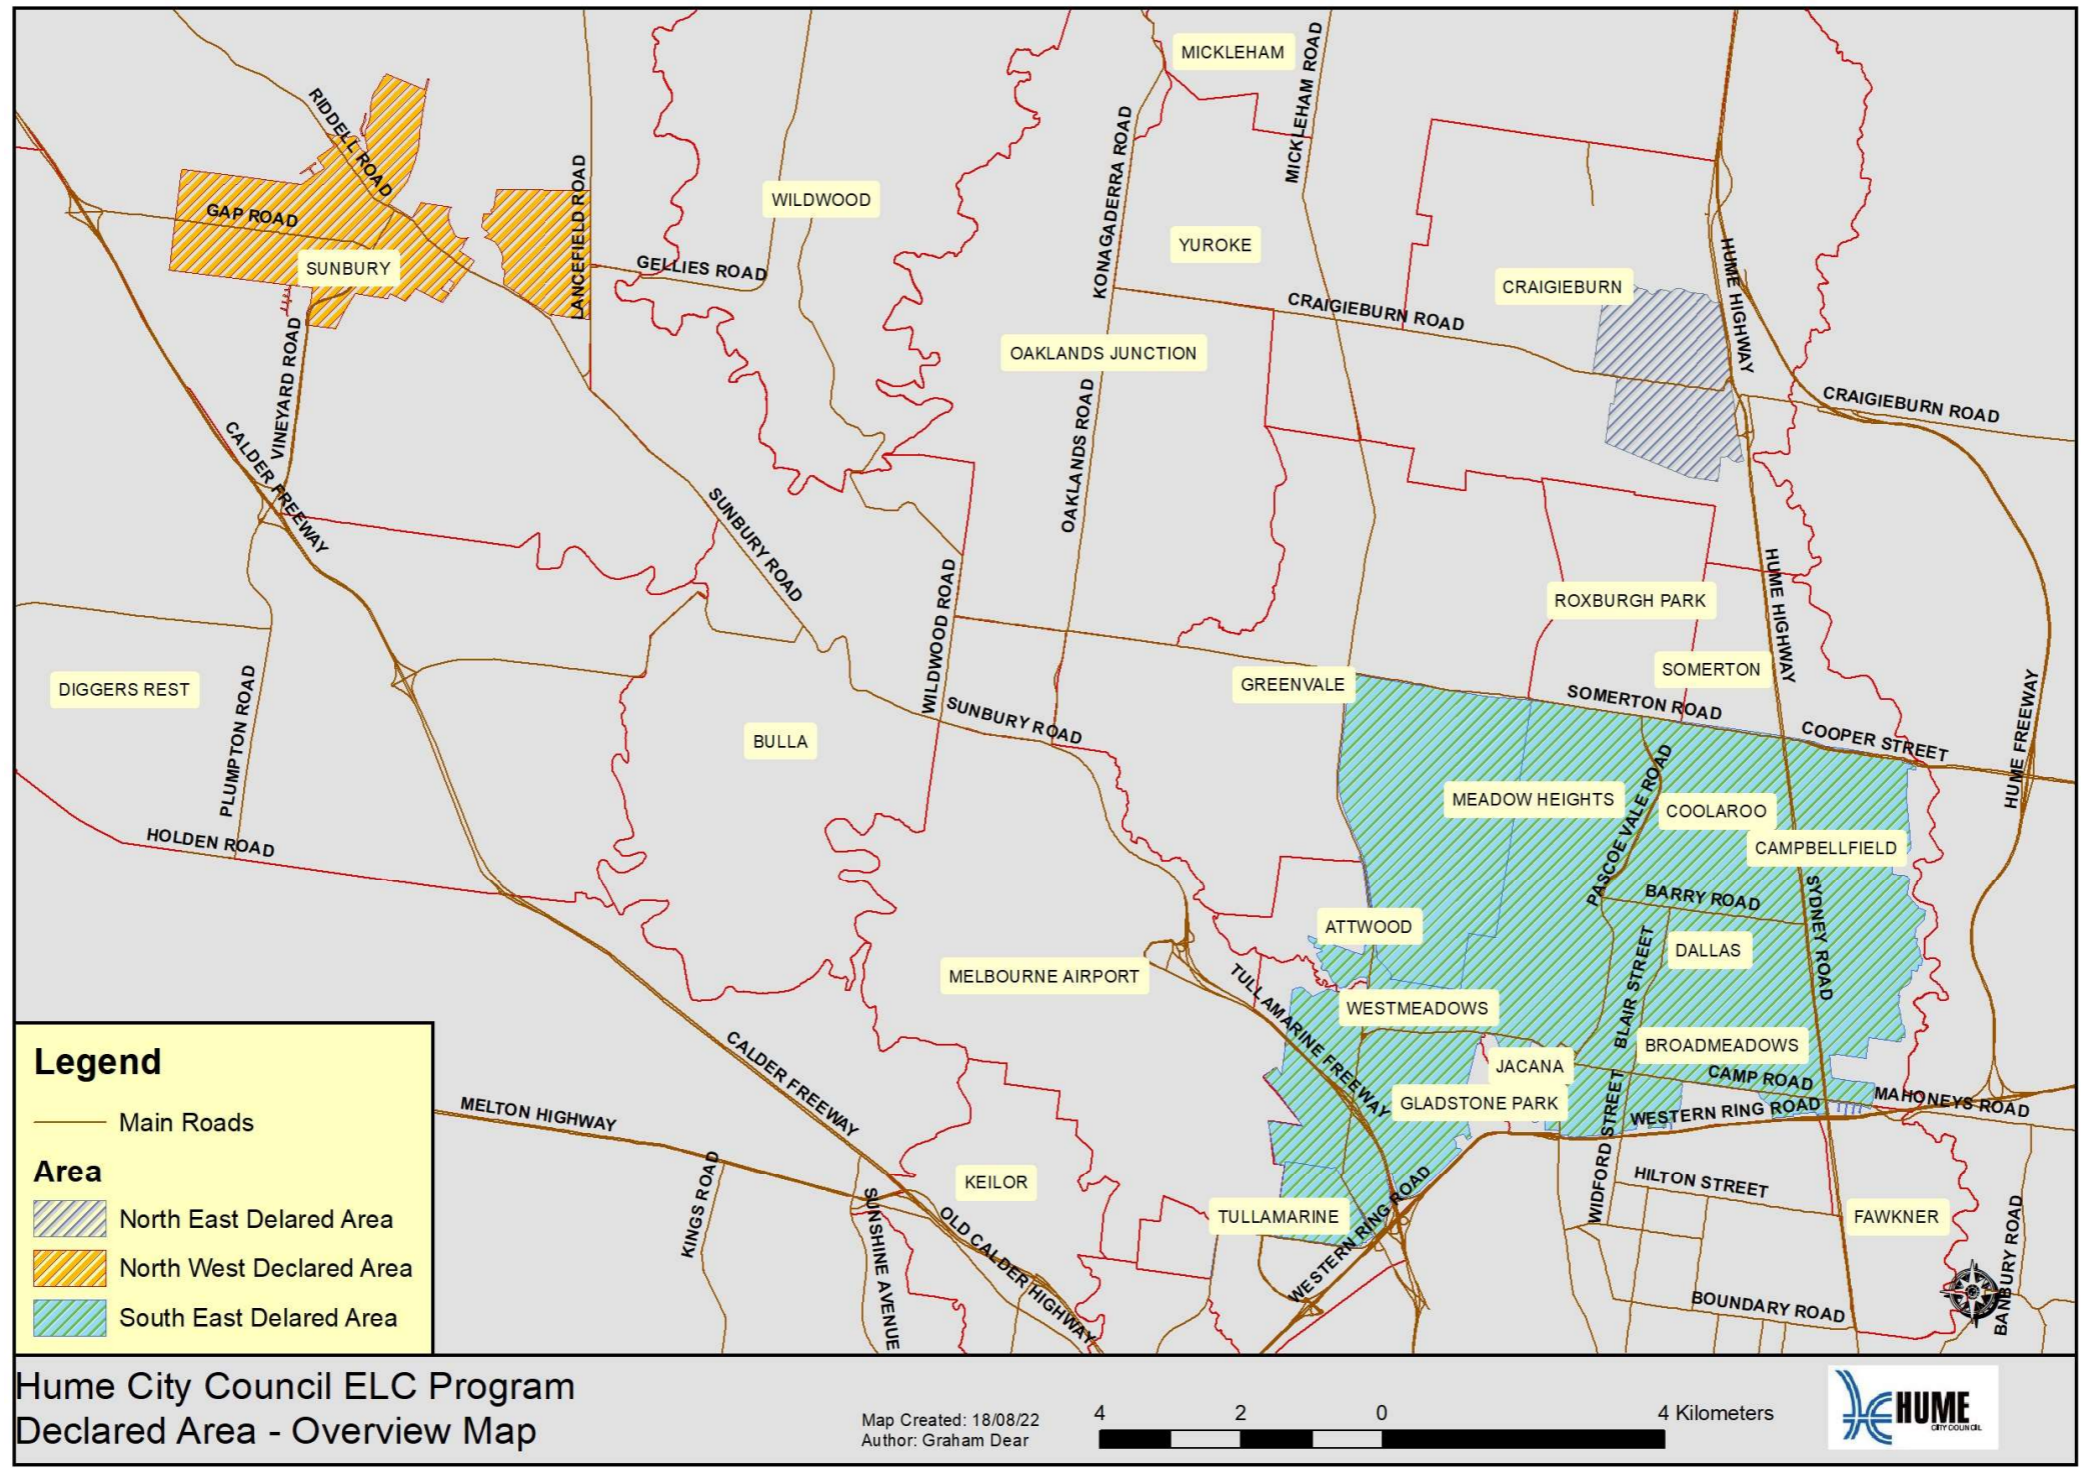 MICKLEHAM
MICKLEHAM ROAD
RIDDELL ROAD
KONAGADERRA ROAD
LANCEFIELD ROAD
WILDWOOD
GAP ROAD
YUROKE
SUNBURY
GELLIES ROAD
CRAIGIEBURN
HUME HIGHWAY
CRAIGIEBURN ROAD
OAKLANDS JUNCTION
VINEYARD ROAD
CRAIGIEBURN ROAD
OAKLANDS ROAD
CALDER FREEWAY
SUNBURY ROAD
WILDWOOD ROAD
HUME HIGHWAY
ROXBURGH PARK
SOMERTON
DIGGERS REST
GREENVALE
PLUMPTON ROAD
SUNBURY ROAD
SOMERTON ROAD
BULLA
COOPER STREET
HUME FREEWAY
MEADOW HEIGHTS
PASCOE VALE ROAD
COOLAROO
HOLDEN ROAD
CAMPBELLFIELD
BARRY ROAD
SYDNEY ROAD
ATTWOOD
DALLAS
BLAIR STREET
MELBOURNE AIRPORT
TULLAMARINE FREEWAY
WESTMEADOWS
BROADMEADOWS
JACANA
CAMP ROAD
CALDER FREEWAY
GLADSTONE PARK
MAHONEYS ROAD
MELTON HIGHWAY
WESTERN RING ROAD
WIDFORD STREET
KINGS ROAD
KEILOR
HILTON STREET
SUNSHINE AVENUE
TULLAMARINE
WESTERN RING ROAD
FAWKNER
OLD CALDER HIGHWAY
BANBURY ROAD
BOUNDARY ROAD
Legend
Main Roads
Area
North East Delared Area
North West Declared Area
South East Delared Area
Hume City Council ELC Program
Declared Area - Overview Map
Map Created: 18/08/22
Author: Graham Dear
4 2 0 4 Kilometers
HUME
CITY COUNCIL